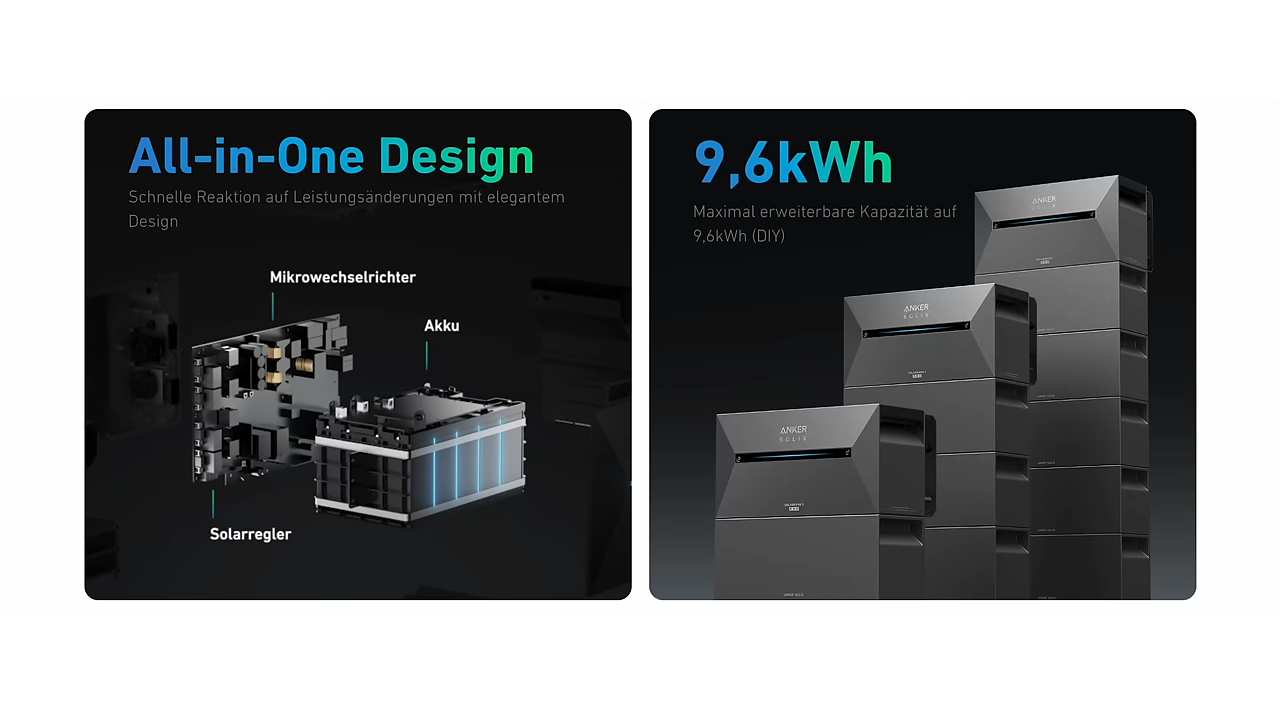 All-in-One Design
Schnelle Reaktion auf Leistungsänderungen mit elegantem
Design
Mikrowechselrichter
Akku
Solarregler
9,6kWh
Maximal erweiterbare Kapazität auf
9,6kWh (DIY)
ANKER
SOLIX
ANKER
SOLIX
ANKER
SOLIX